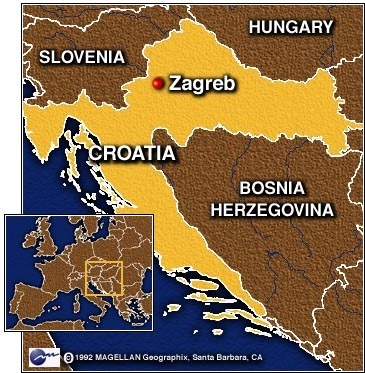 HUNGARY
SLOVENIA
Zagreb
CROATIA
BOSNIA
HERZEGOVINA
© 1992 MAGELLAN Geographix, Santa Barbara, CA